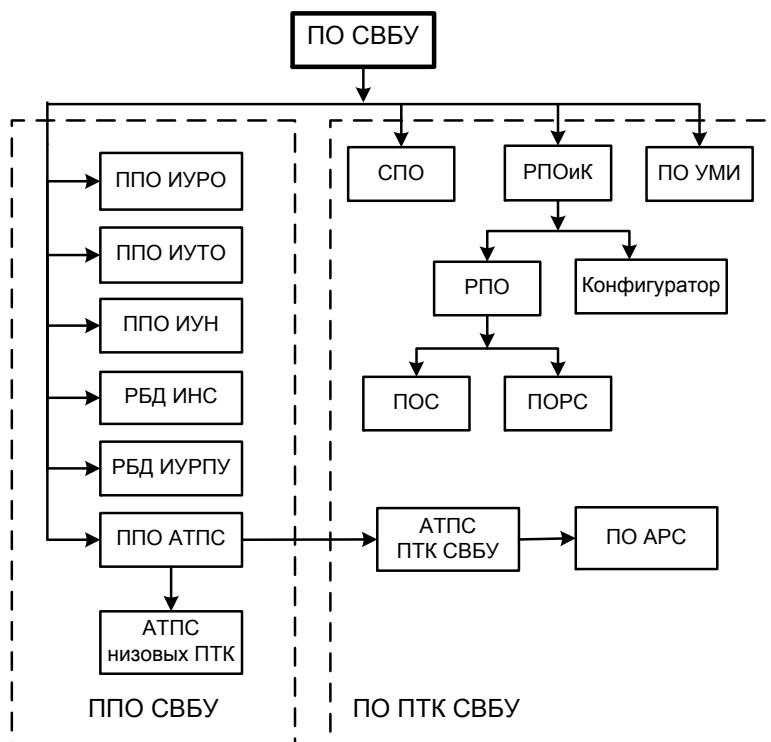 ПО СВБУ
ППО ИУРО
ППО ИУТО
ППО ИУН
РБД ИНС
РБД ИУРПУ
ППО АТПС
АТПС
низовых ПТК
ППО СВБУ
СПО
РПОиК
ПО УМИ
РПО
Конфигуратор
ПОС
ПОРС
АТПС
ПТК СВБУ
ПО АРС
ПО ПТК СВБУ